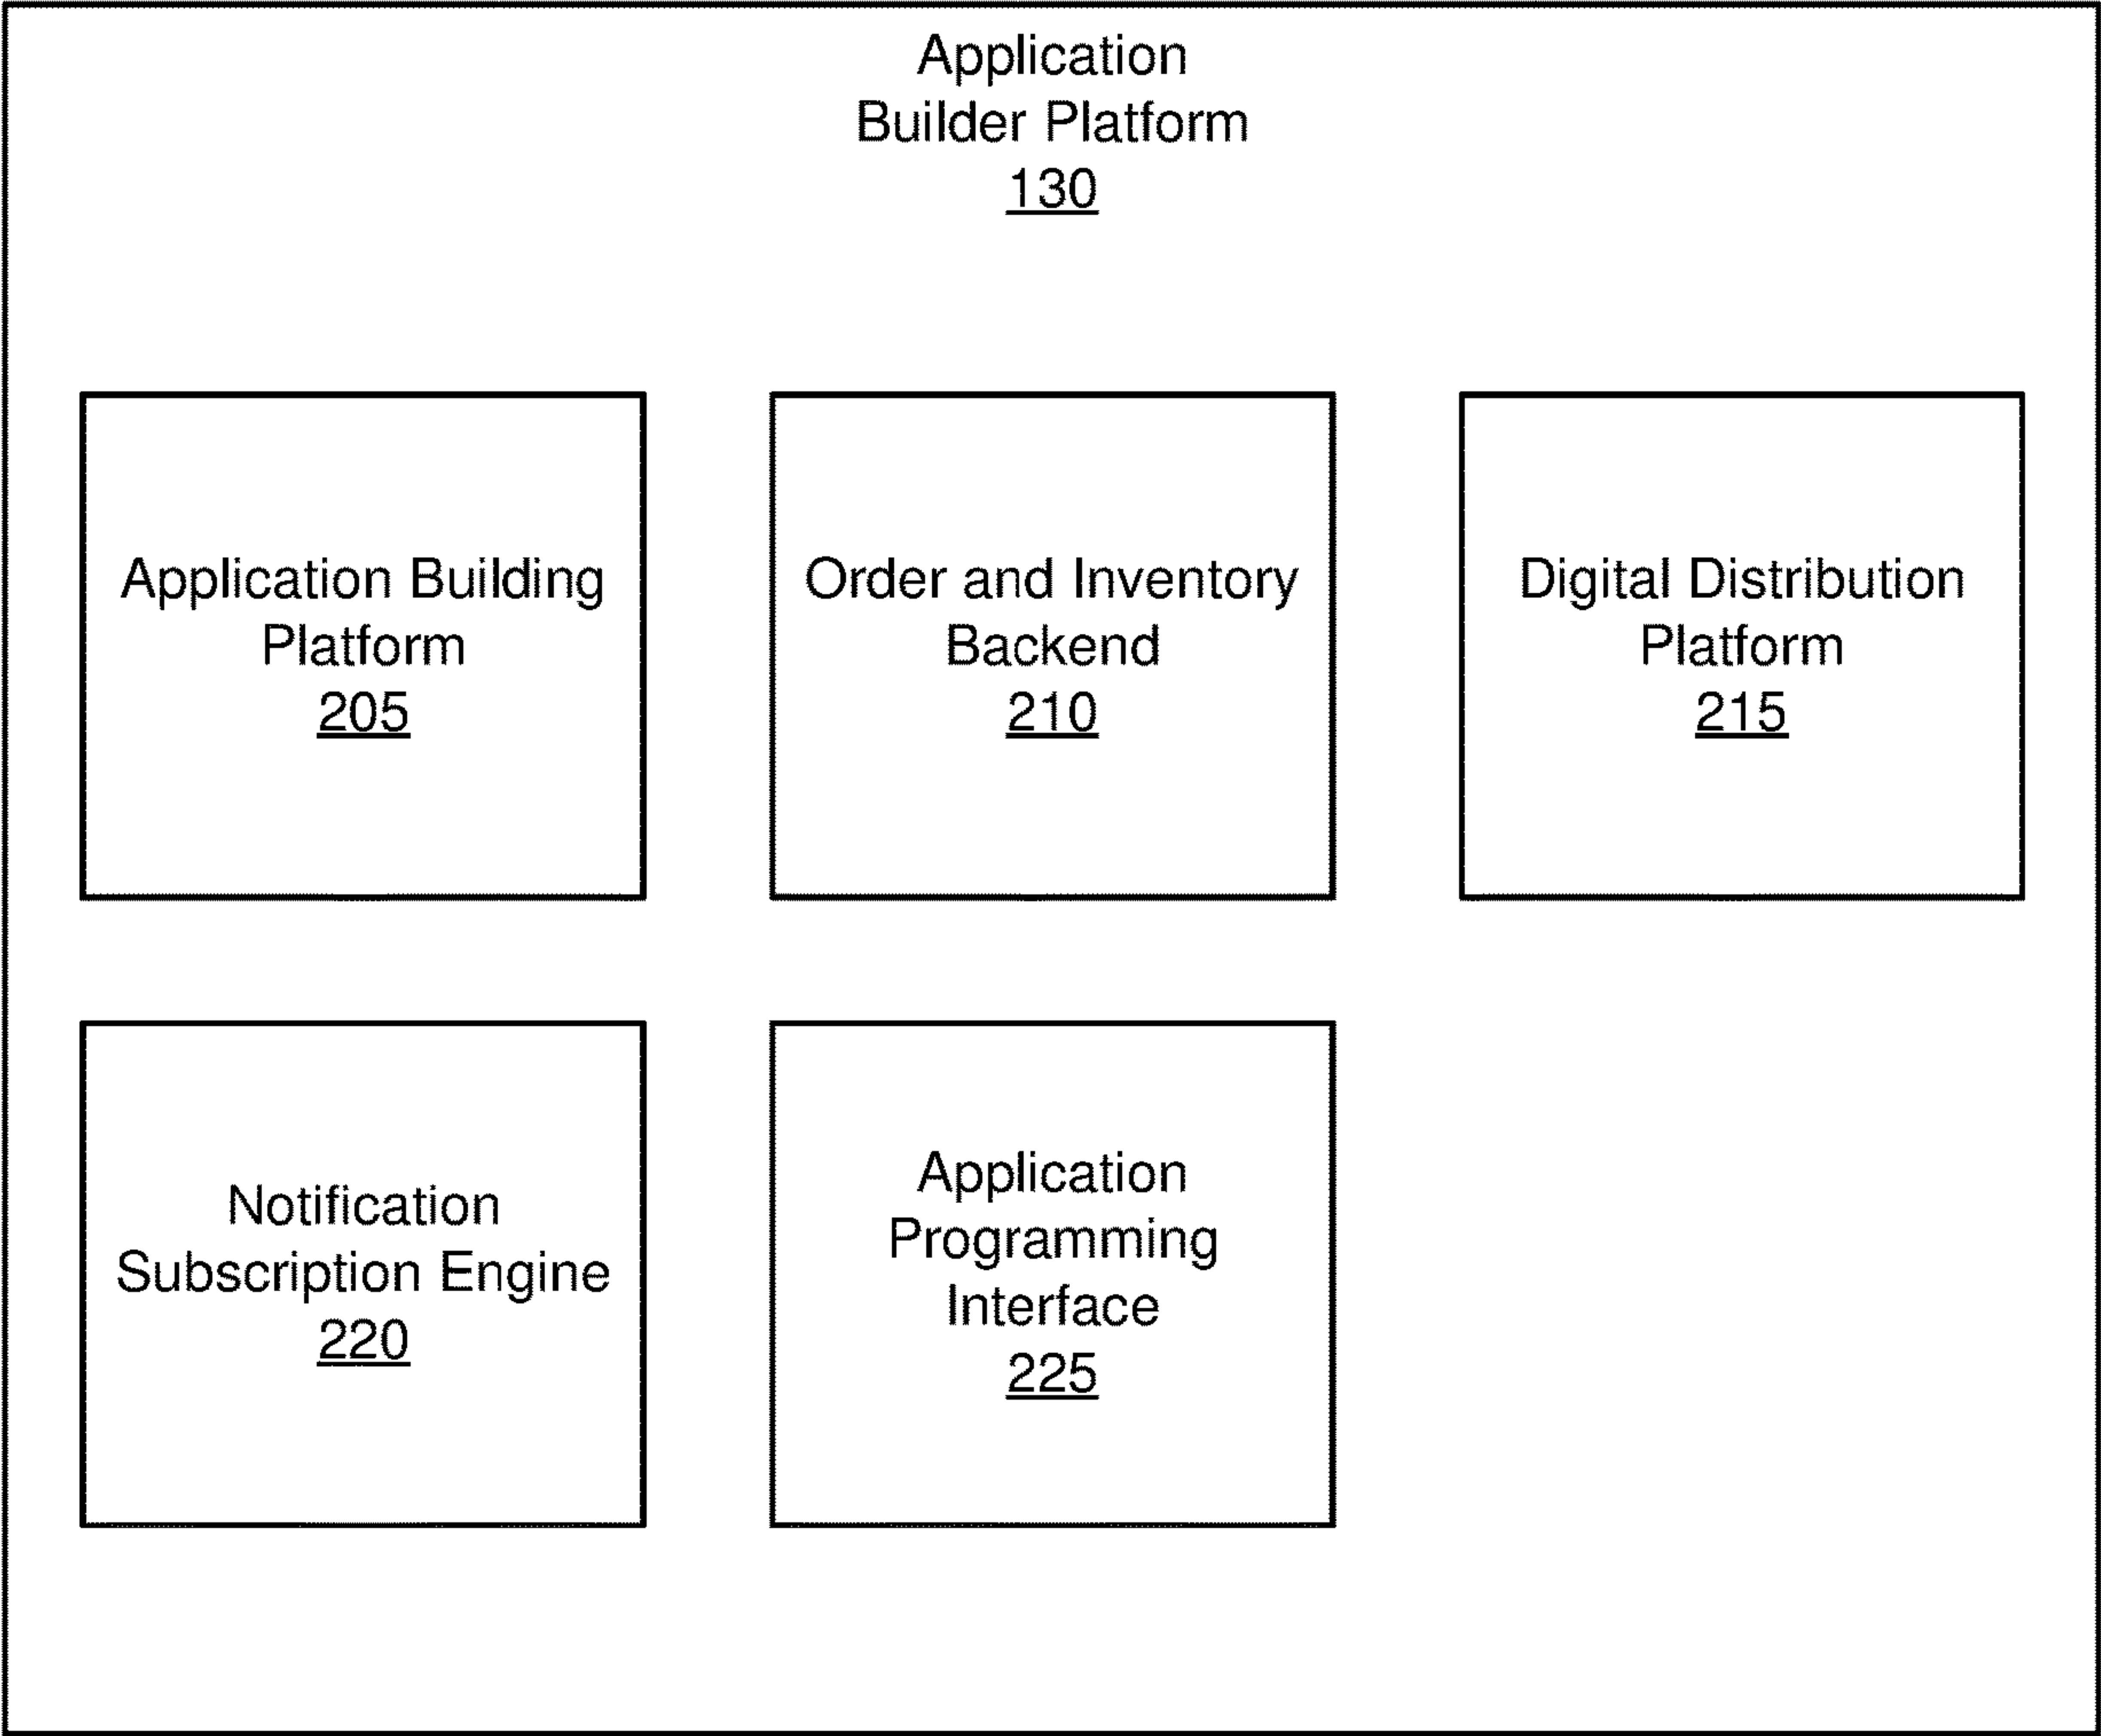 Application
Builder Platform
130
Application Building
Platform
205
Order and Inventory
Backend
210
Digital Distribution
Platform
215
Notification
Subscription Engine
220
Application
Programming
Interface
225